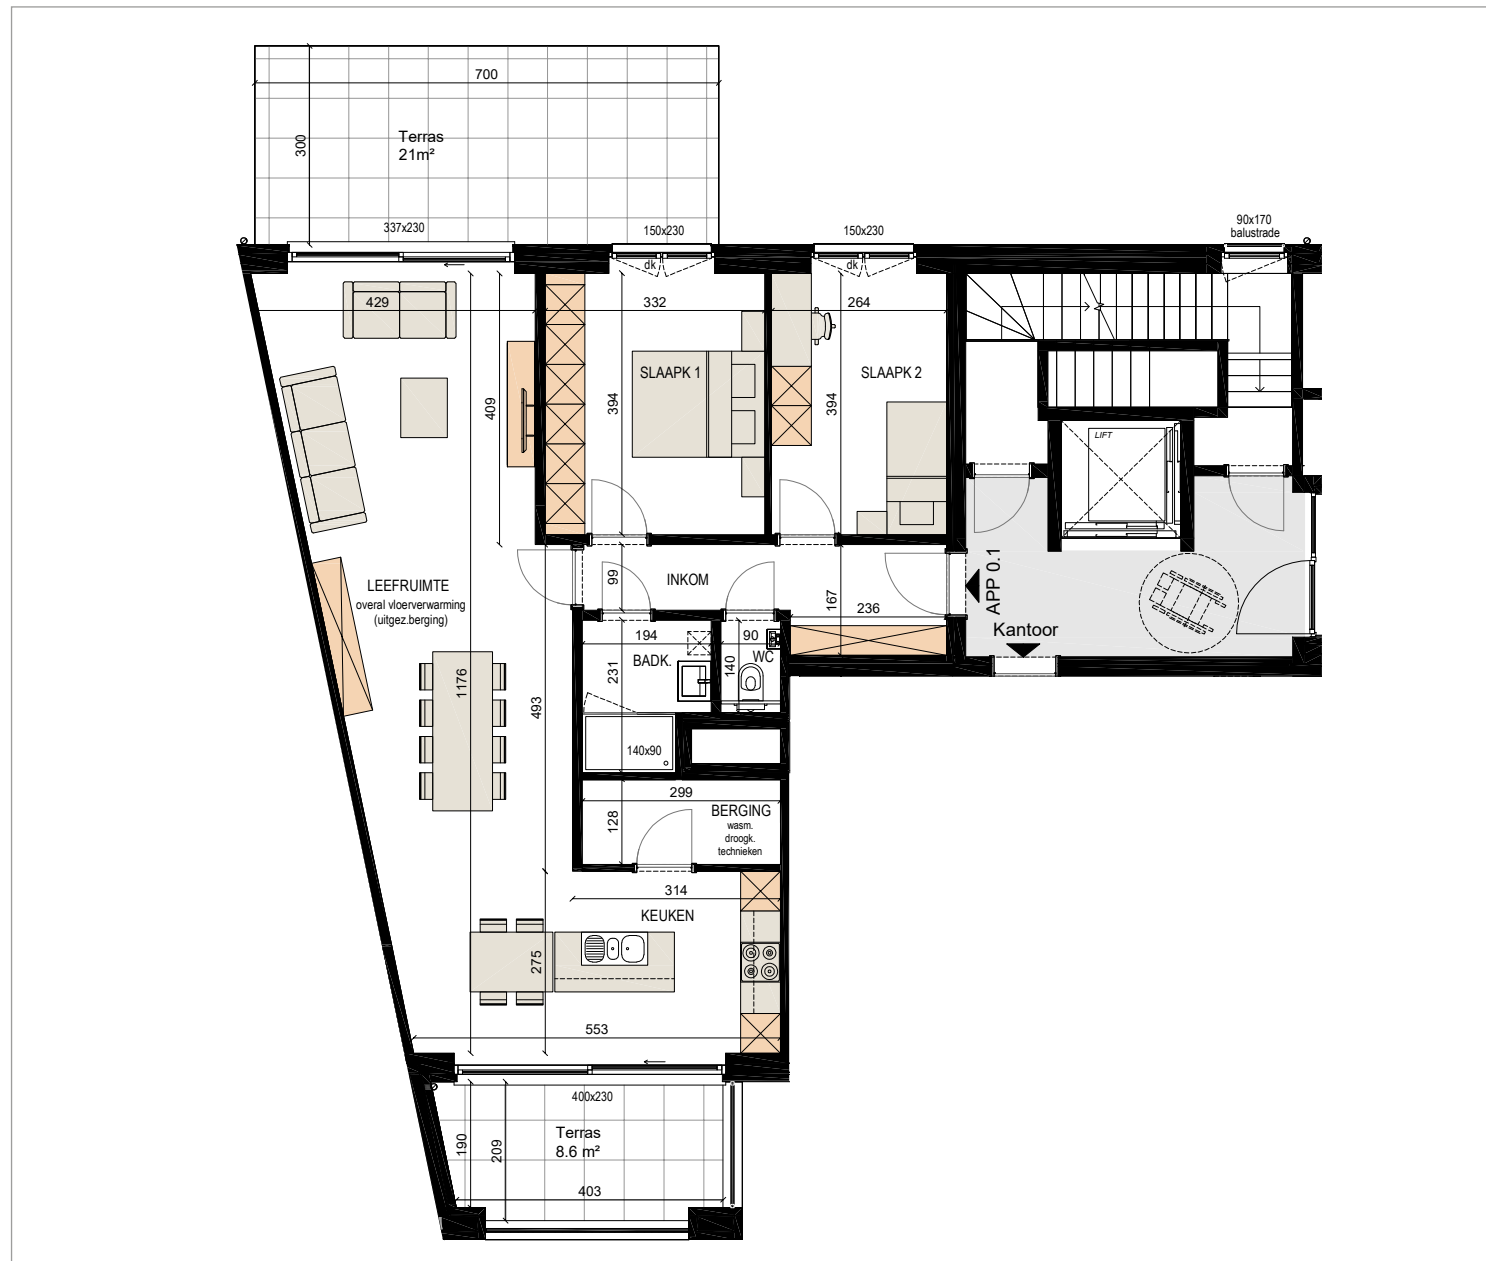 700
300
Terras
21m²
337x230
150x230
150x230
90x170
balustrade
dk
dk
429
332
264
SLAAPK 1
SLAAPK 2
409
394
394
LIFT
LEEFRUIMTE
overal vloerverwarming
(uitgez.berging)
INKOM
99
167
236
APP 0.1
Kantoor
194
90
BADK.
WC
231
140
1176
493
140x90
299
BERGING
wasm.
droogk.
technieken
128
314
KEUKEN
275
553
400x230
Terras
8.6 m²
190
209
403